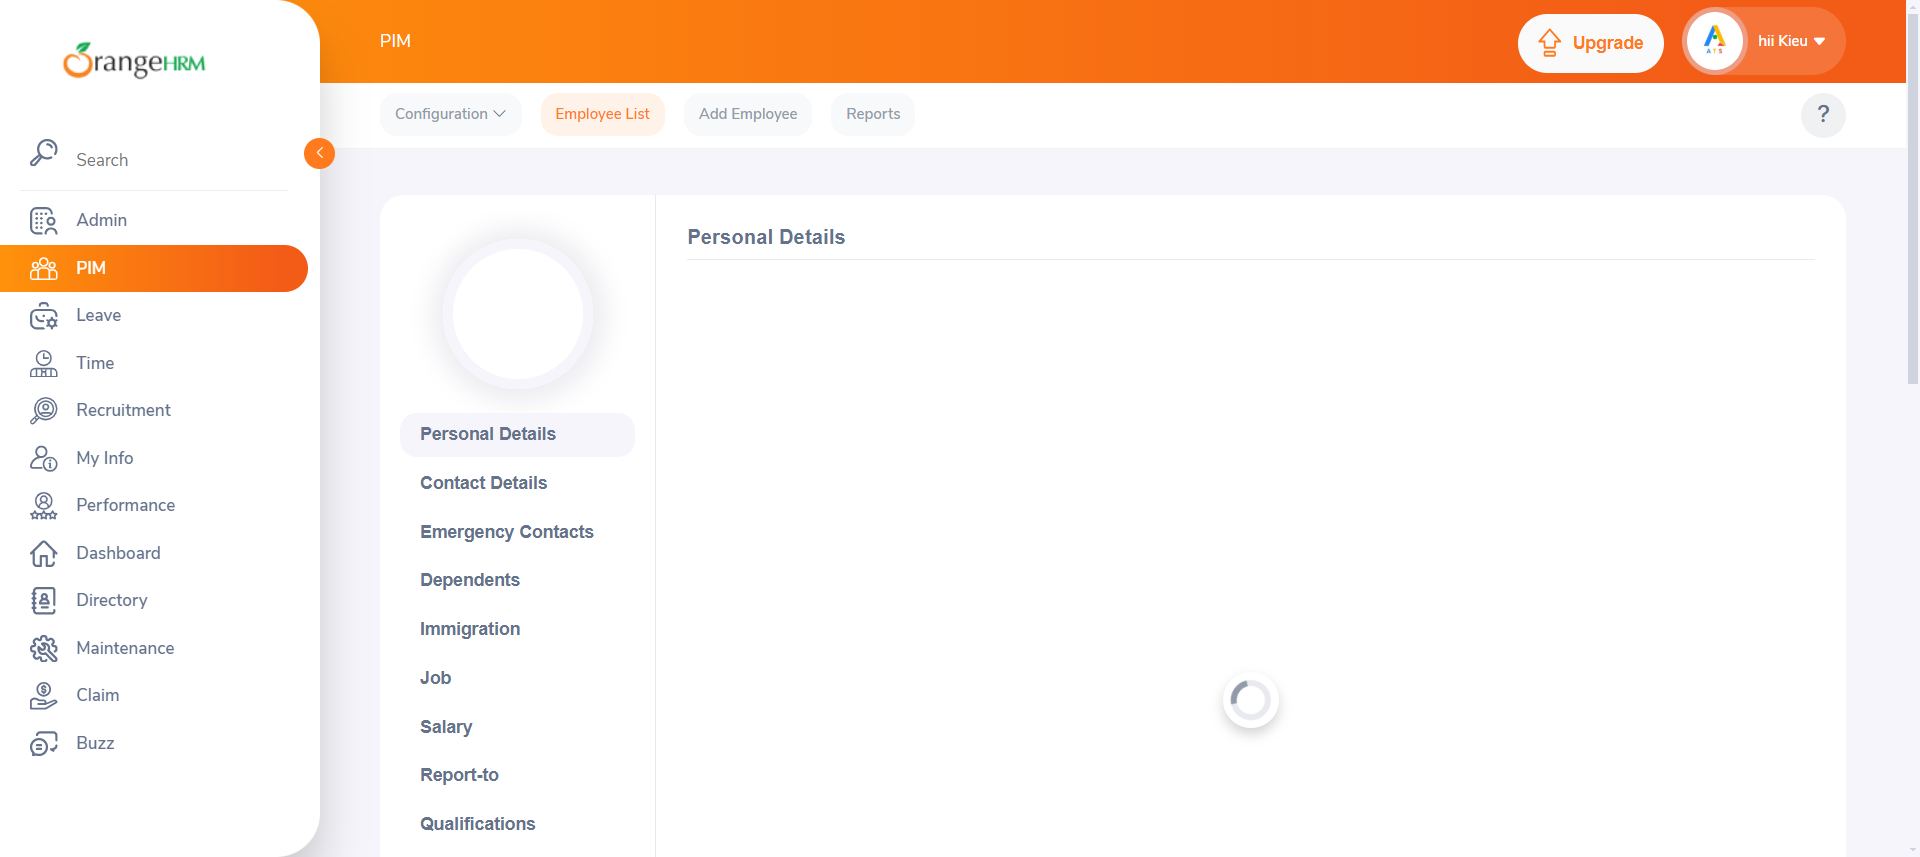 OrangeHRM
PIM
Upgrade
ATS
hii Kieu
Configuration
Employee List
Add Employee
Reports
?
Search
Admin
PIM
Leave
Time
Recruitment
My Info
Performance
Dashboard
Directory
Maintenance
Claim
Buzz
Personal Details
Contact Details
Emergency Contacts
Dependents
Immigration
Job
Salary
Report-to
Qualifications
Personal Details